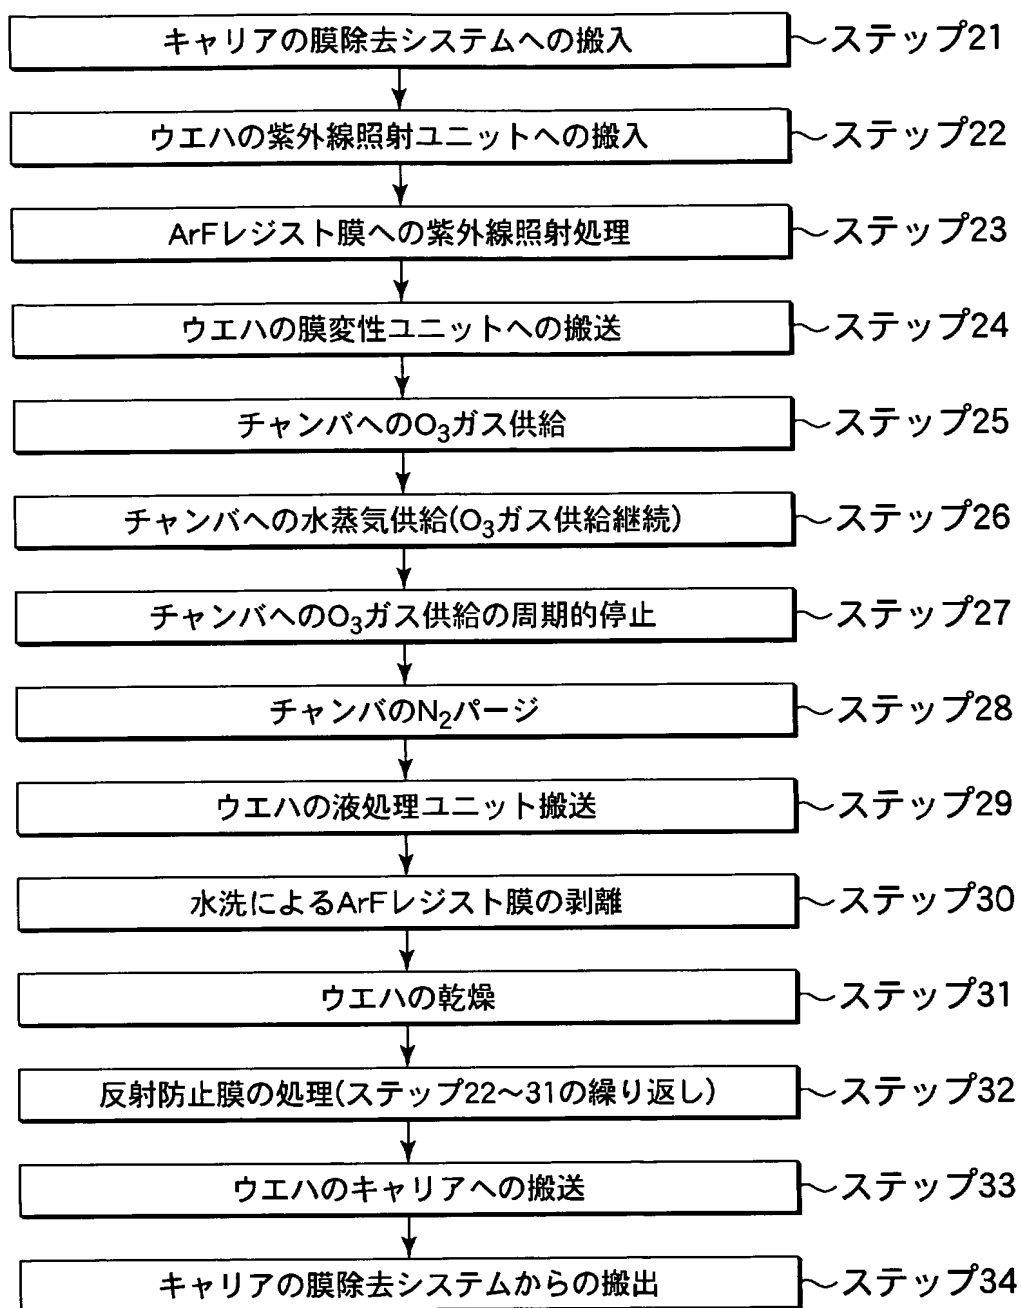 キャリアの膜除去システムへの搬入 ステップ21
ウエハの紫外線照射ユニットへの搬入 ステップ22
ArFレジスト膜への紫外線照射処理 ステップ23
ウエハの膜変性ユニットへの搬送 ステップ24
チャンバへのO₃ガス供給 ステップ25
チャンバへの水蒸気供給(O₃ガス供給継続) ステップ26
チャンバへのO₃ガス供給の周期的停止 ステップ27
チャンバのN₂パージ ステップ28
ウエハの液処理ユニット搬送 ステップ29
水洗によるArFレジスト膜の剥離 ステップ30
ウエハの乾燥 ステップ31
反射防止膜の処理(ステップ22〜31の繰り返し) ステップ32
ウエハのキャリアへの搬送 ステップ33
キャリアの膜除去システムからの搬出 ステップ34